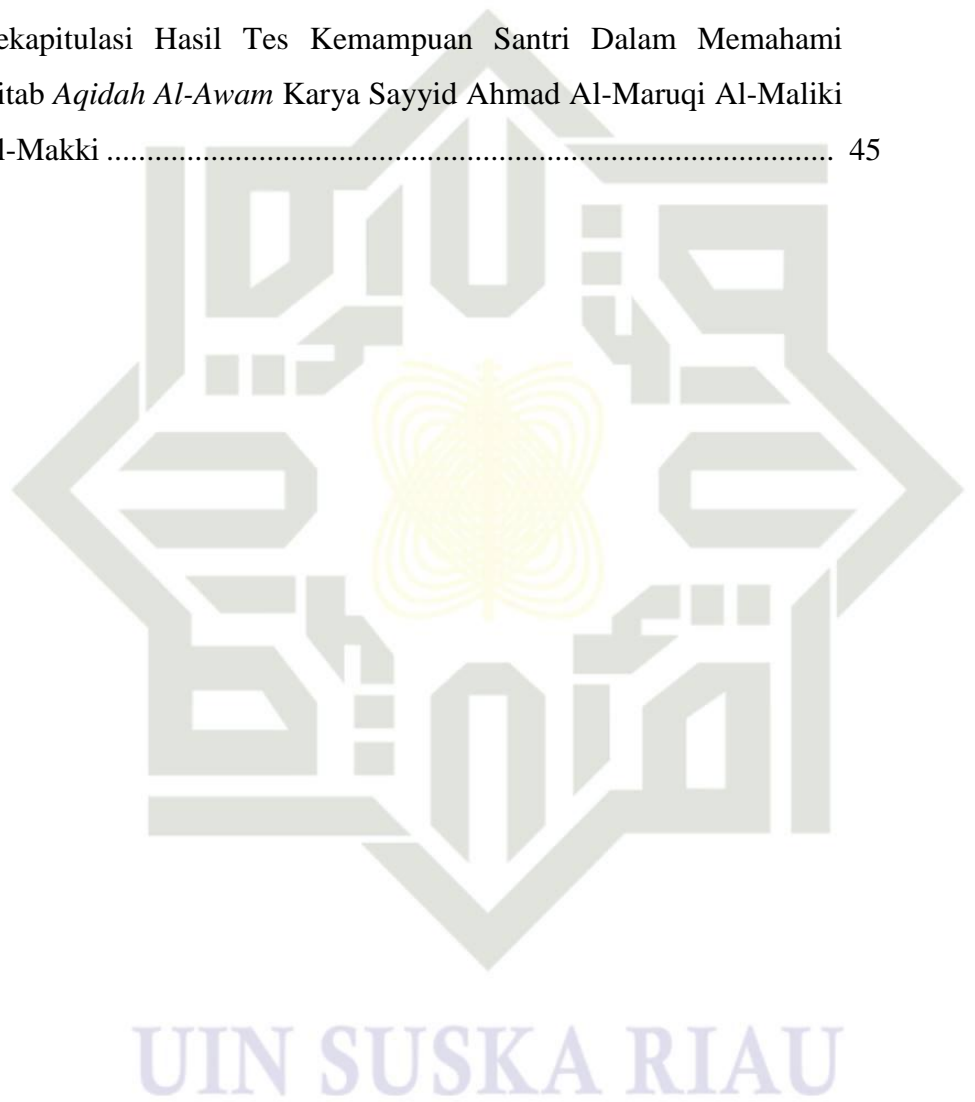 ekapitulasi Hasil Tes Kemampuan Santri Dalam Memahami
itab Aqidah Al-Awam Karya Sayyid Ahmad Al-Maruqi Al-Maliki
l-Makki ........................................................................................... 45
UIN SUSKA RIAU